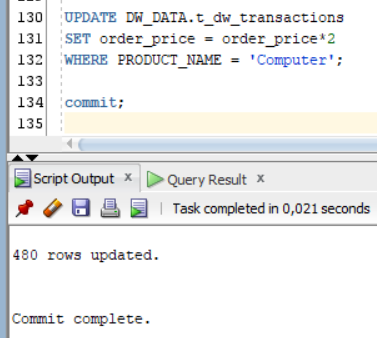 130 UPDATE DW_DATA.t_dw_transactions
131 SET order_price = order_price*2
132 WHERE PRODUCT_NAME = 'Computer';
133
134 commit;
135
Script Output x Query Result x
Task completed in 0,021 seconds
480 rows updated.
Commit complete.